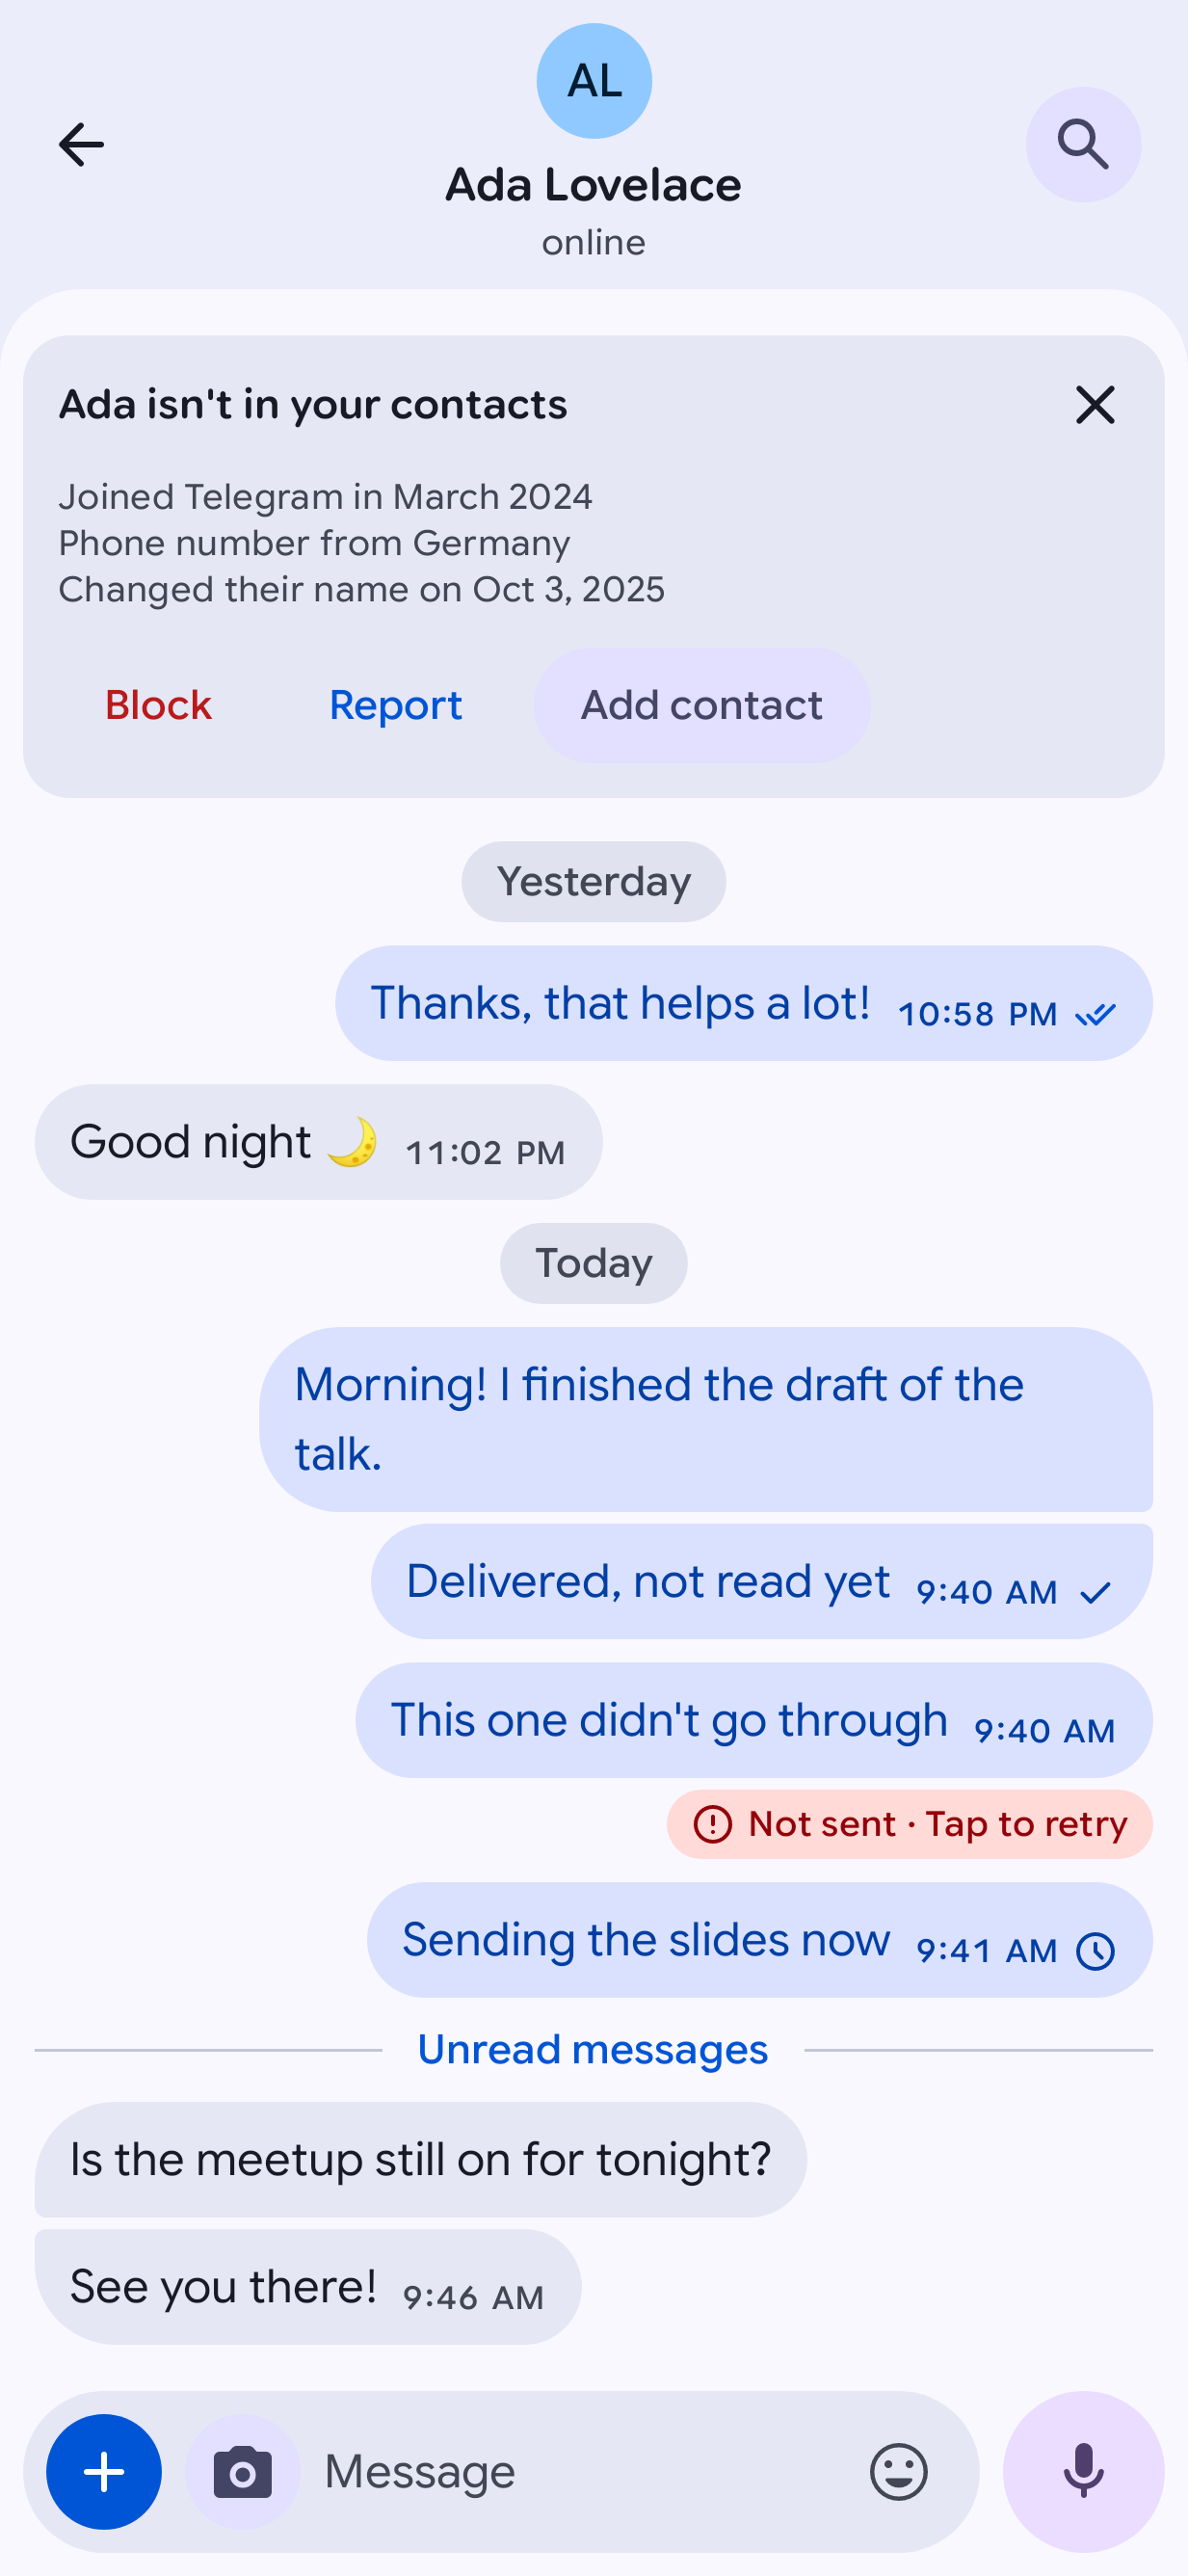 AL
Ada Lovelace
online
Ada isn't in your contacts
Joined Telegram in March 2024
Phone number from Germany
Changed their name on Oct 3, 2025
Block Report Add contact
Yesterday
Thanks, that helps a lot! 10:58 PM
Good night 🌙 11:02 PM
Today
Morning! I finished the draft of the
talk.
Delivered, not read yet 9:40 AM
This one didn't go through 9:40 AM
Not sent · Tap to retry
Sending the slides now 9:41 AM
Unread messages
Is the meetup still on for tonight?
See you there! 9:46 AM
Message